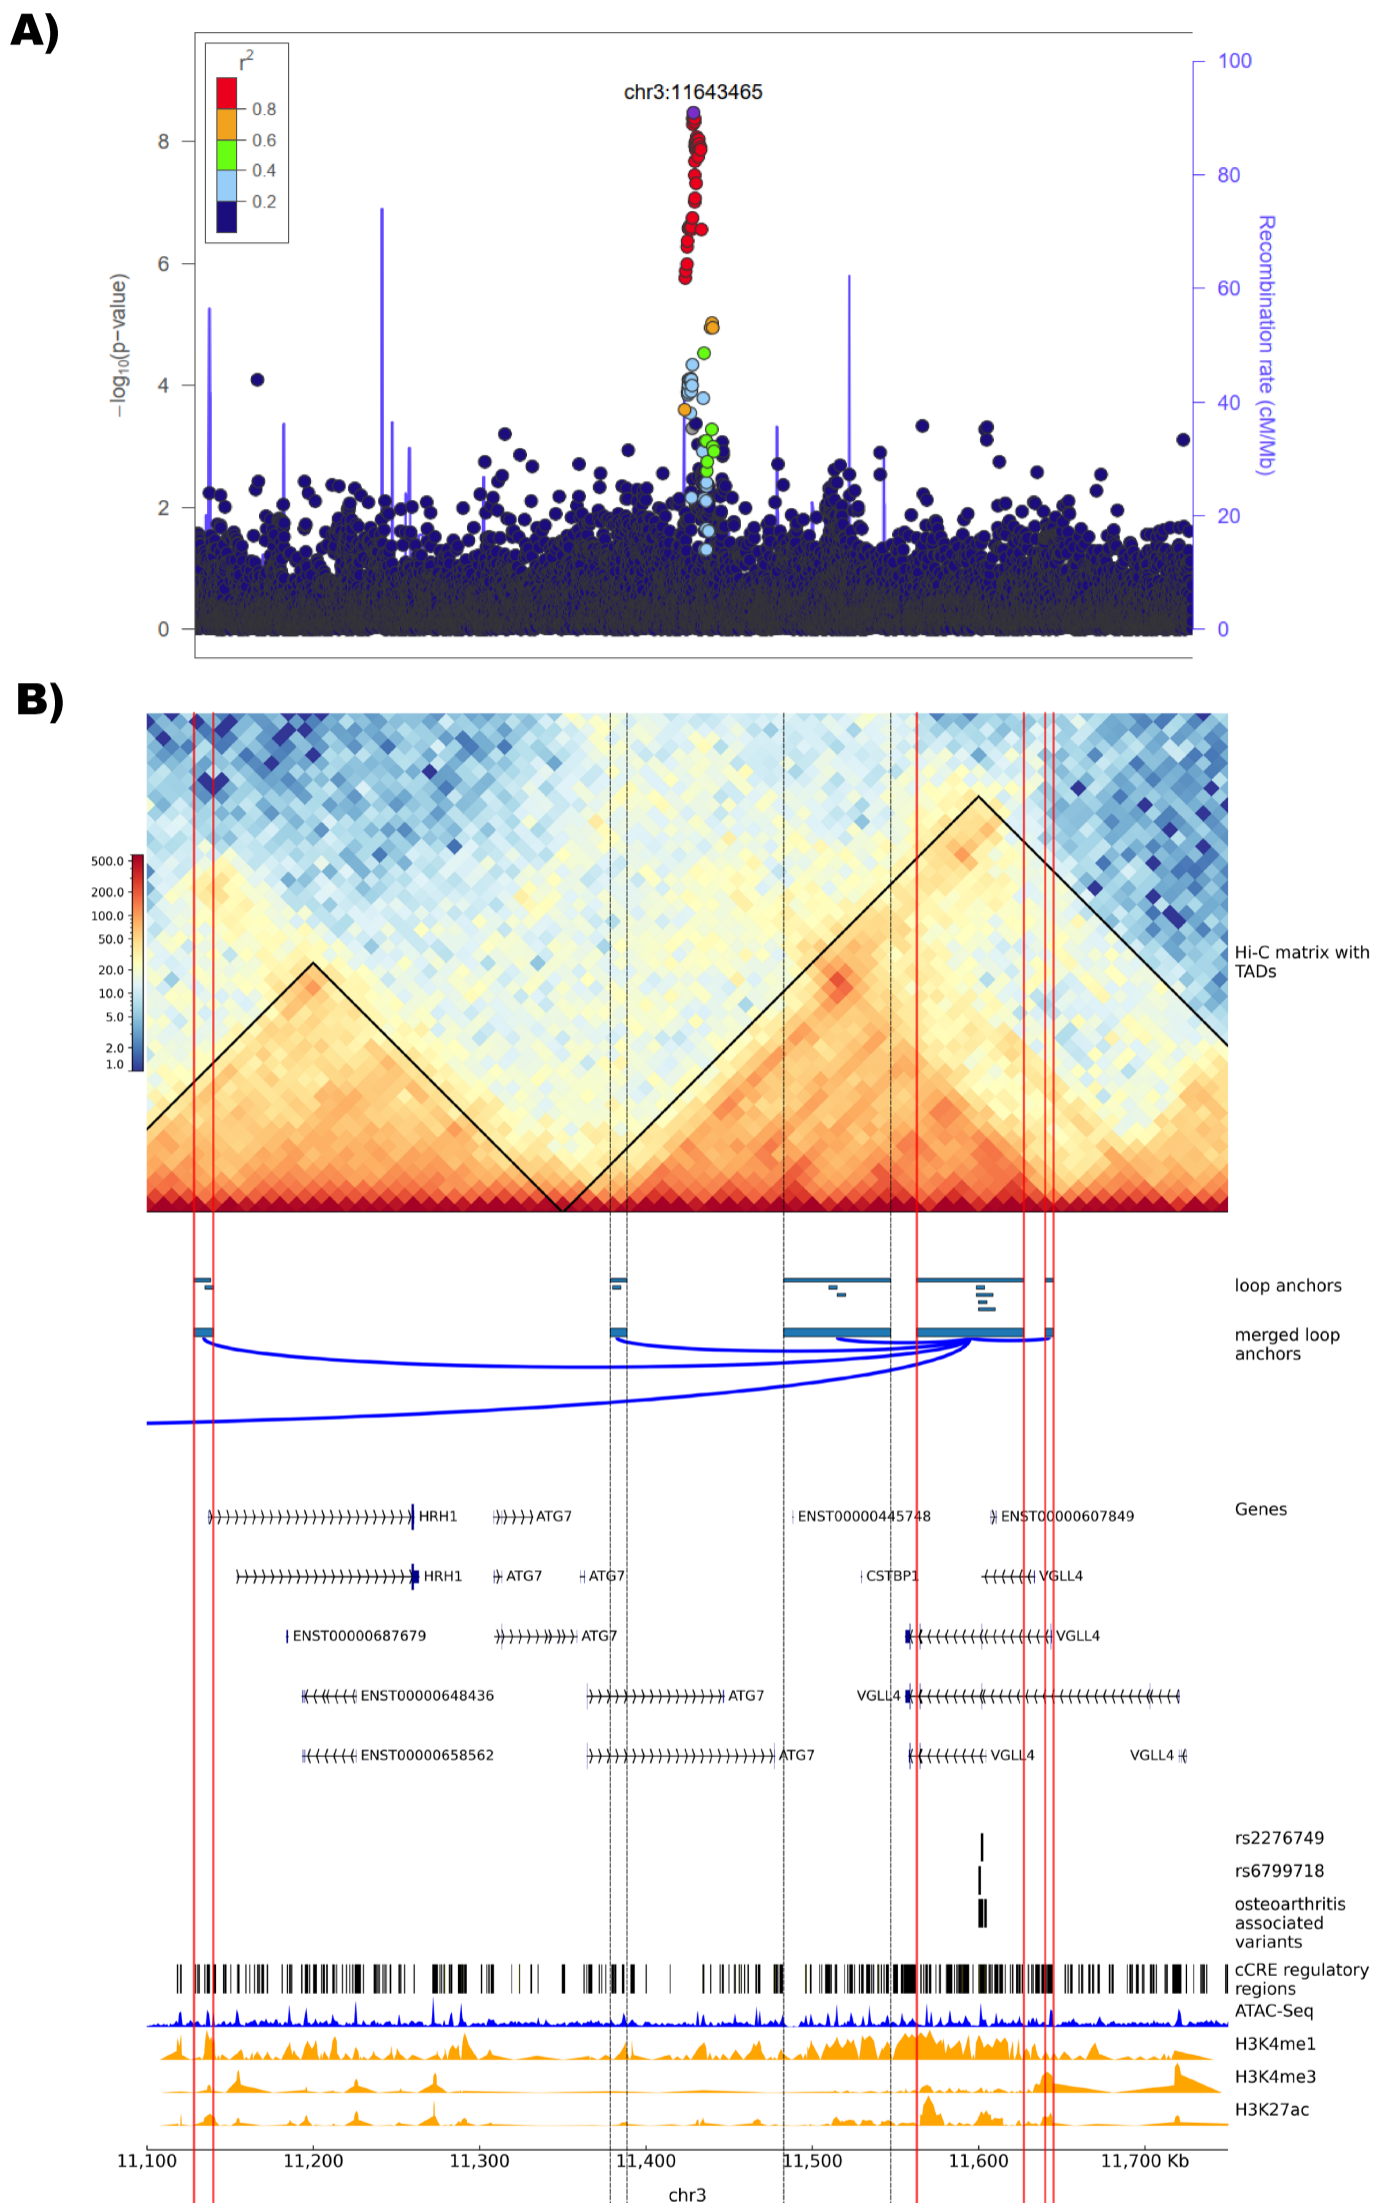 A)
r2
0.8
0.6
0.4
0.2
chr3:11643465
8
6
4
2
0
−log10(p−value)
100
80
60
40
20
0
Recombination rate (cM/Mb)
B)
500.0
200.0
100.0
50.0
20.0
10.0
5.0
2.0
1.0
Hi-C matrix with
TADs
loop anchors
merged loop
anchors
HRH1 ATG7 ENST00000445748 ENST00000607849
Genes
HRH1 ATG7 ATG7 CSTBP1 VGLL4
ENST00000687679 ATG7 VGLL4
ENST00000648436 ATG7 VGLL4
ENST00000658562 ATG7 VGLL4 VGLL4
rs2276749
rs6799718
osteoarthritis
associated
variants
cCRE regulatory
regions
ATAC-Seq
H3K4me1
H3K4me3
H3K27ac
11,100 11,200 11,300 11,400 11,500 11,600 11,700 Kb
chr3